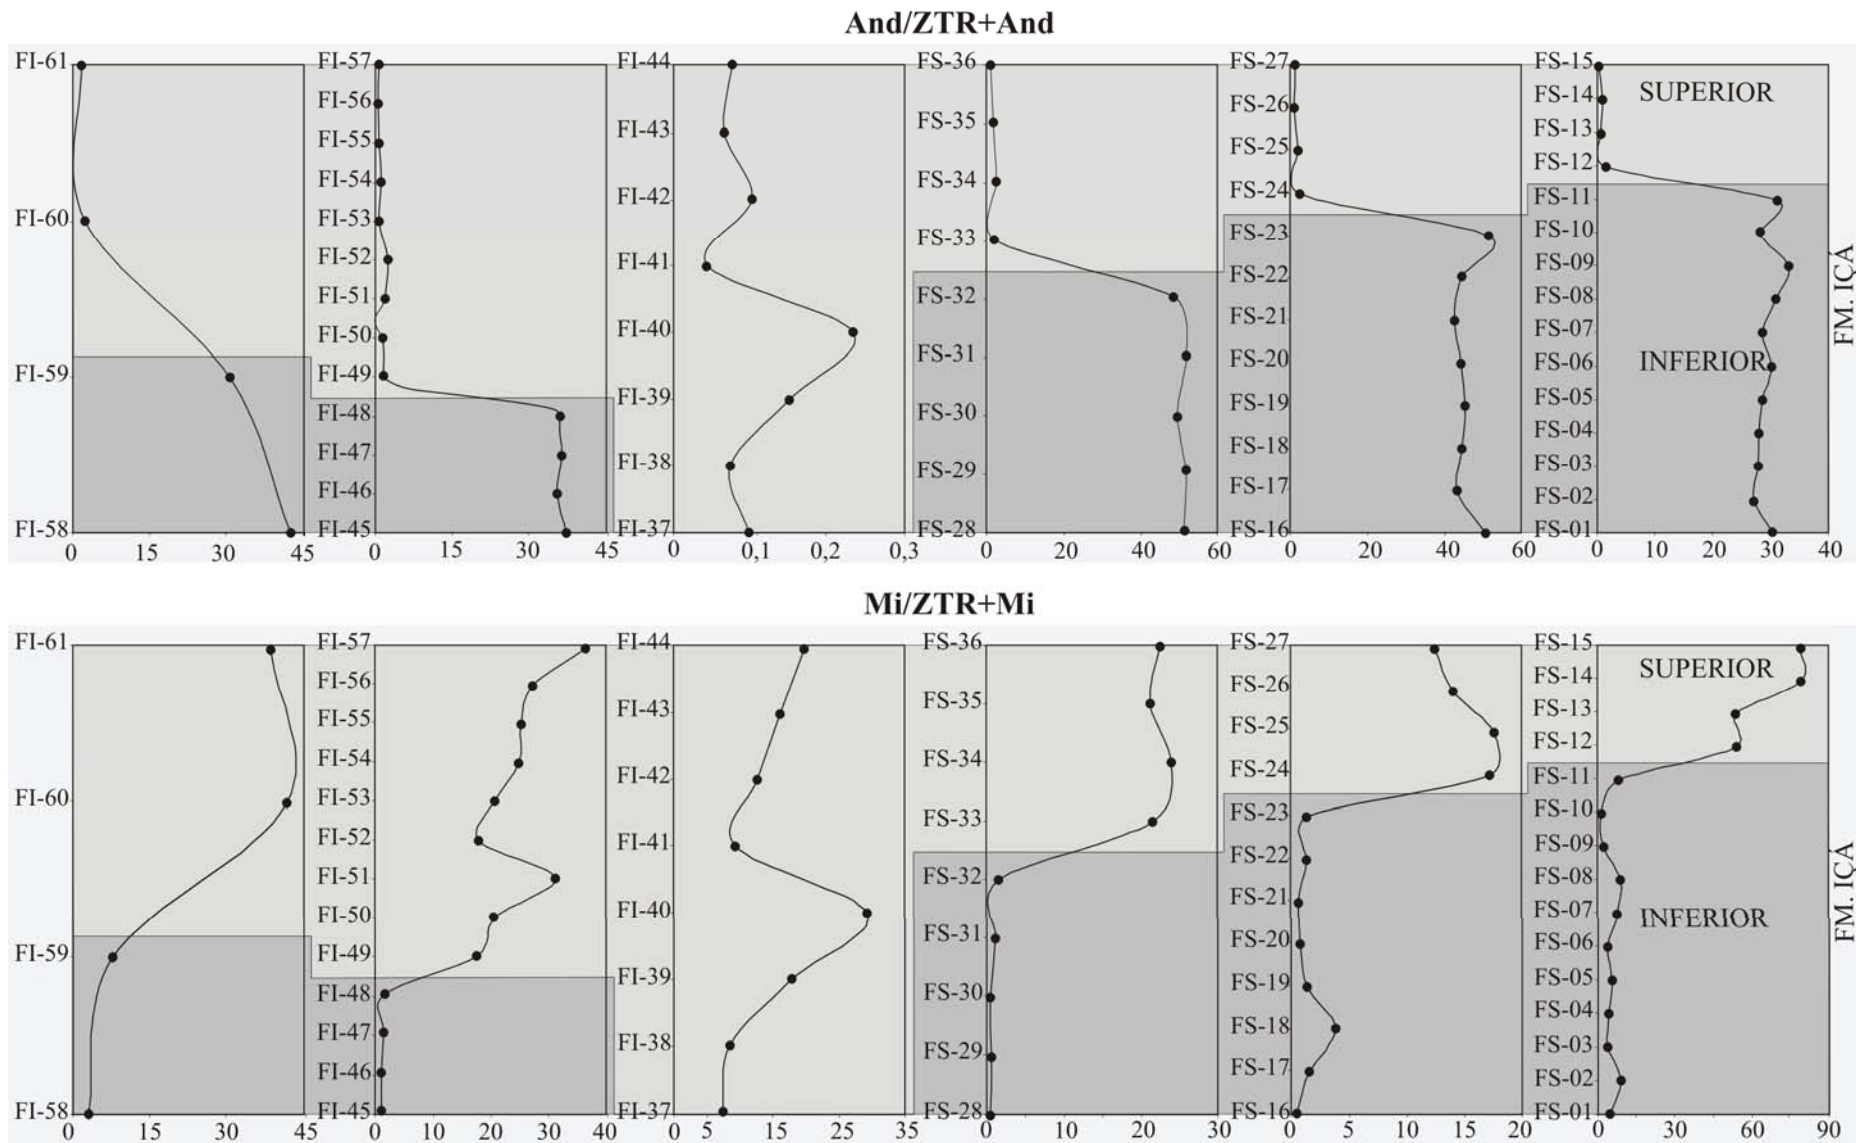 And/ZTR+And
FI-61
FI-60
FI-59
FI-58
0 15 30 45
FI-57
FI-56
FI-55
FI-54
FI-53
FI-52
FI-51
FI-50
FI-49
FI-48
FI-47
FI-46
FI-45
0 15 30 45
FI-44
FI-43
FI-42
FI-41
FI-40
FI-39
FI-38
FI-37
0 0,1 0,2 0,3
FS-36
FS-35
FS-34
FS-33
FS-32
FS-31
FS-30
FS-29
FS-28
0 20 40 60
FS-27
FS-26
FS-25
FS-24
FS-23
FS-22
FS-21
FS-20
FS-19
FS-18
FS-17
FS-16
0 20 40 60
FS-15
FS-14
FS-13
FS-12
FS-11
FS-10
FS-09
FS-08
FS-07
FS-06
FS-05
FS-04
FS-03
FS-02
FS-01
0 10 20 30 40
SUPERIOR
INFERIOR
FM. IÇÁ
Mi/ZTR+Mi
FI-61
FI-60
FI-59
FI-58
0 15 30 45
FI-57
FI-56
FI-55
FI-54
FI-53
FI-52
FI-51
FI-50
FI-49
FI-48
FI-47
FI-46
FI-45
0 10 20 30 40
FI-44
FI-43
FI-42
FI-41
FI-40
FI-39
FI-38
FI-37
5 15 25 35
FS-36
FS-35
FS-34
FS-33
FS-32
FS-31
FS-30
FS-29
FS-28
0 10 20 30
FS-27
FS-26
FS-25
FS-24
FS-23
FS-22
FS-21
FS-20
FS-19
FS-18
FS-17
FS-16
0 5 10 15 20
FS-15
FS-14
FS-13
FS-12
FS-11
FS-10
FS-09
FS-08
FS-07
FS-06
FS-05
FS-04
FS-03
FS-02
FS-01
0 30 60 90
SUPERIOR
INFERIOR
FM. IÇÁ